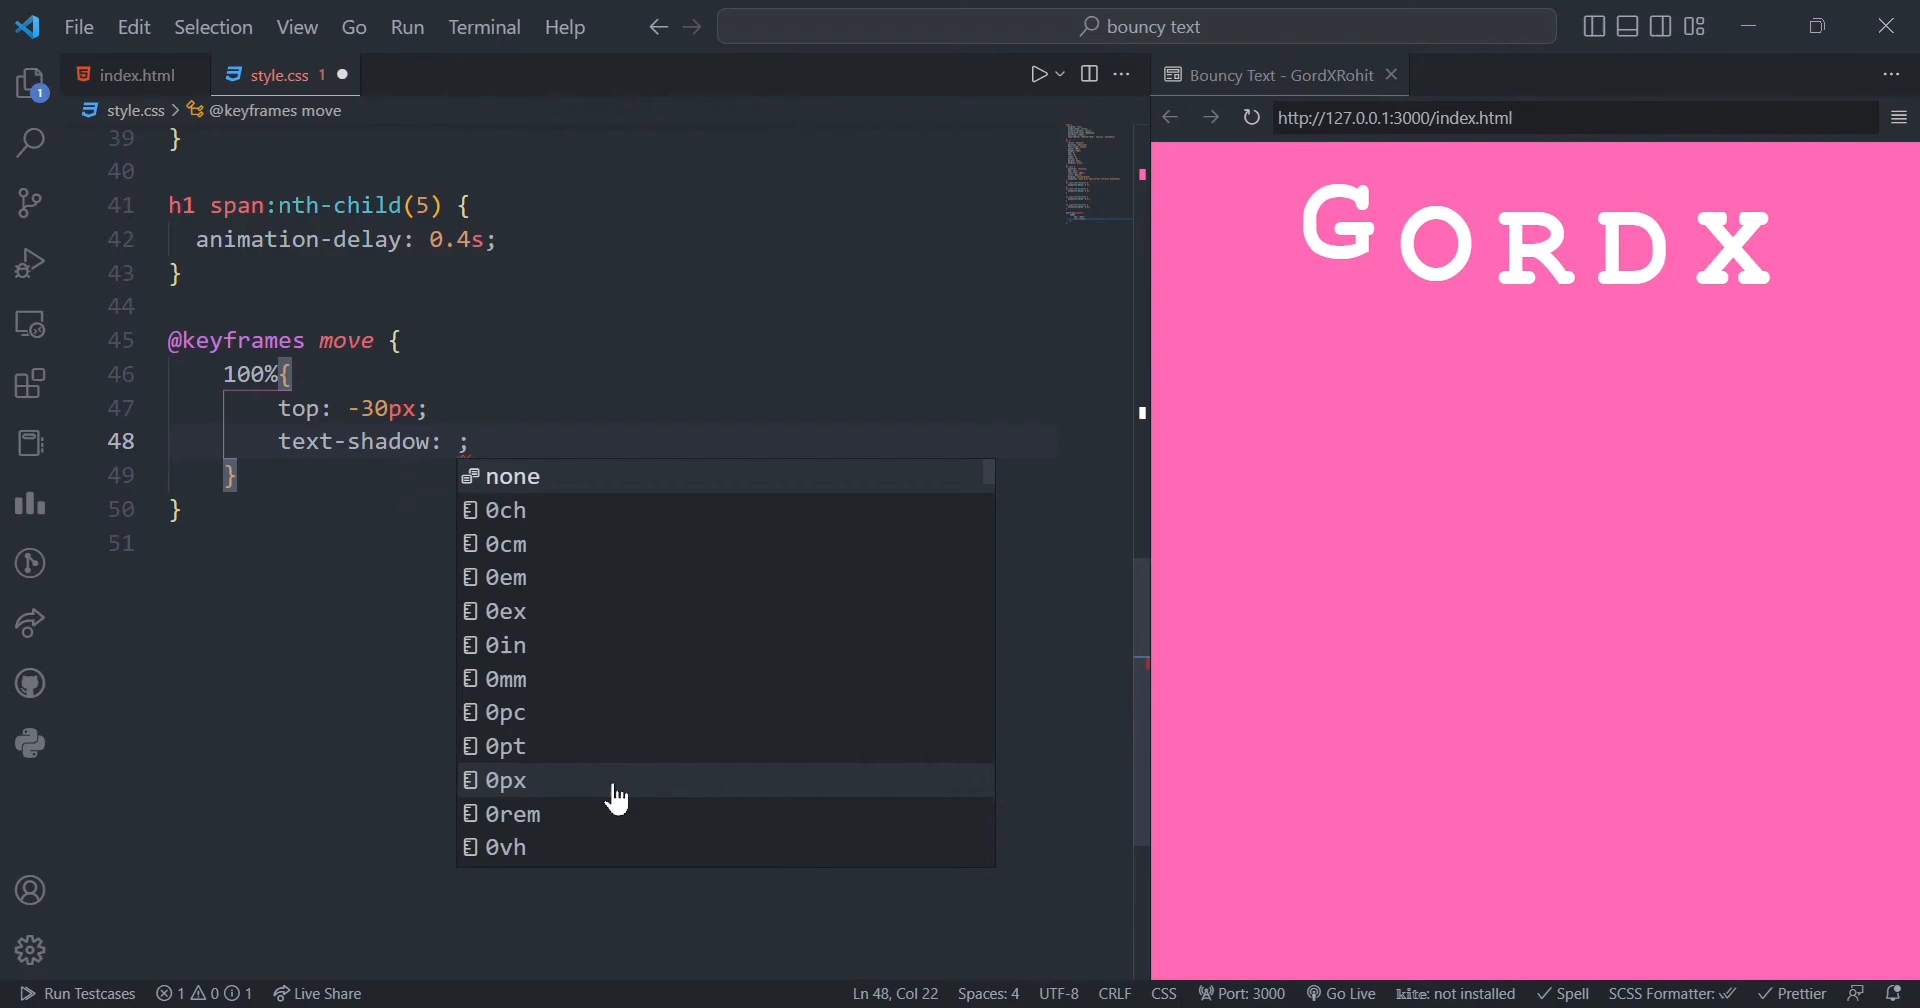 File Edit Selection View Go Run Terminal Help
bouncy text
index.html
style.css 1
Bouncy Text - GordXRohit
style.css > @keyframes move
http://127.0.0.1:3000/index.html
39 }
40
41 h1 span:nth-child(5) {
42 animation-delay: 0.4s;
43 }
44
45 @keyframes move {
46 100%{
47 top: -30px;
48 text-shadow: ;
49 }
50 }
51
none
0ch
0cm
0em
0ex
0in
0mm
0pc
0pt
0px
0rem
0vh
GORDX
1
Run Testcases 1 0 1 Live Share
Ln 48, Col 22 Spaces: 4 UTF-8 CRLF CSS Port: 3000 Go Live kite: not installed Spell SCSS Formatter: Prettier